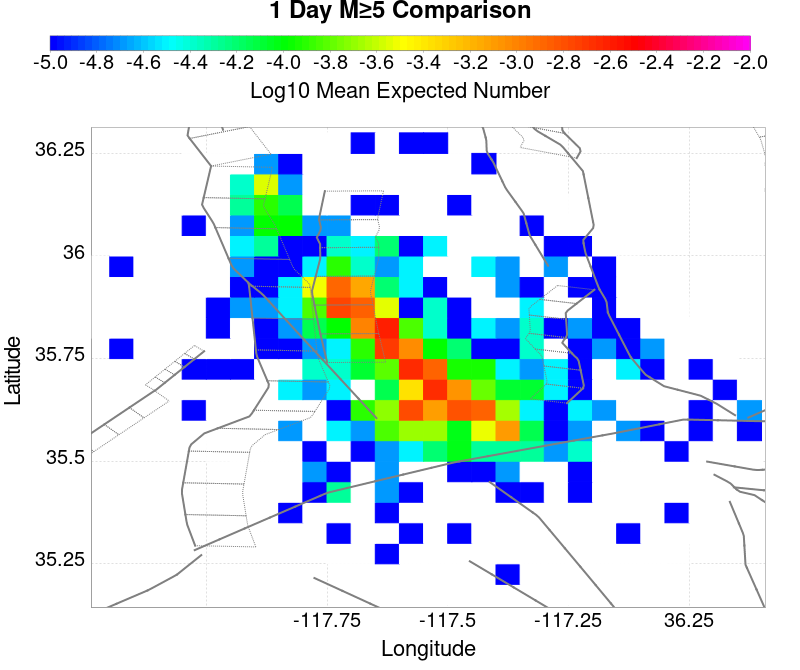 1 Day M≥5 Comparison
-5.0 -4.8 -4.6 -4.4 -4.2 -4.0 -3.8 -3.6 -3.4 -3.2 -3.0 -2.8 -2.6 -2.4 -2.2 -2.0
Log10 Mean Expected Number
36.25
36
35.75
35.5
35.25
Latitude
-117.75 -117.5 -117.25 36.25
Longitude